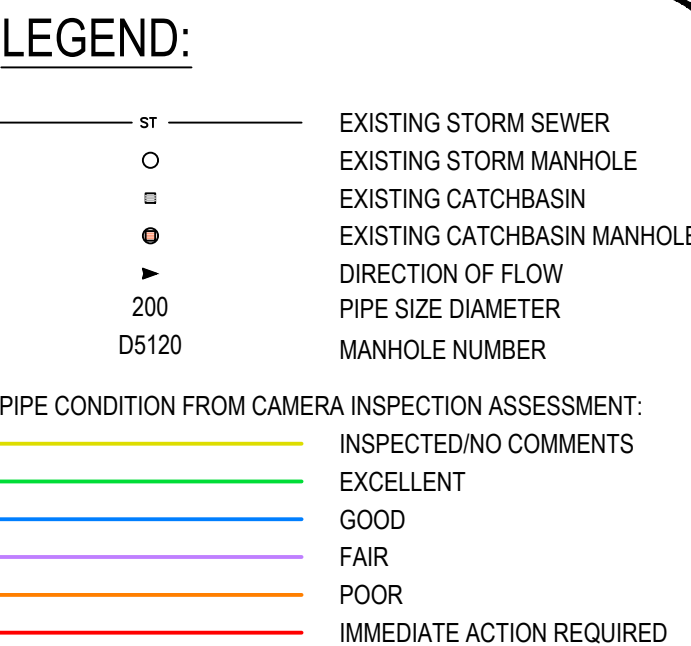 LEGEND:
ST EXISTING STORM SEWER
EXISTING STORM MANHOLE
EXISTING CATCHBASIN
EXISTING CATCHBASIN MANHOLE
DIRECTION OF FLOW
200 PIPE SIZE DIAMETER
D5120 MANHOLE NUMBER
PIPE CONDITION FROM CAMERA INSPECTION ASSESSMENT:
INSPECTED/NO COMMENTS
EXCELLENT
GOOD
FAIR
POOR
IMMEDIATE ACTION REQUIRED